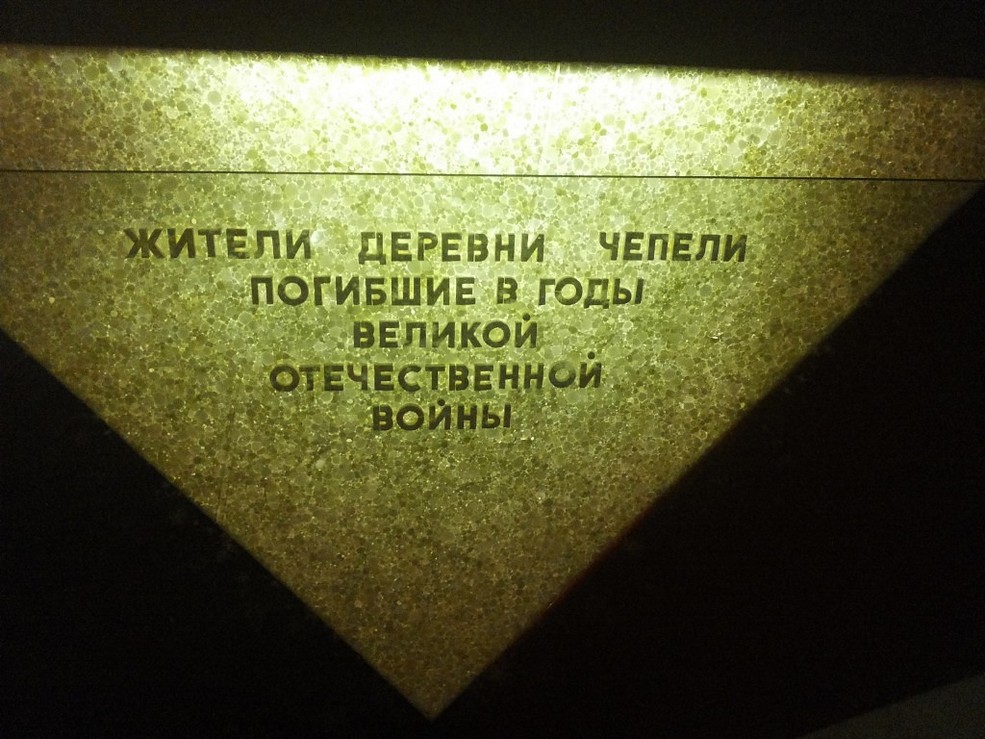 ЖИТЕЛИ ДЕРЕВНИ ЧЕПЕЛИ
ПОГИБШИЕ В ГОДЫ
ВЕЛИКОЙ
ОТЕЧЕСТВЕННОЙ
ВОЙНЫ